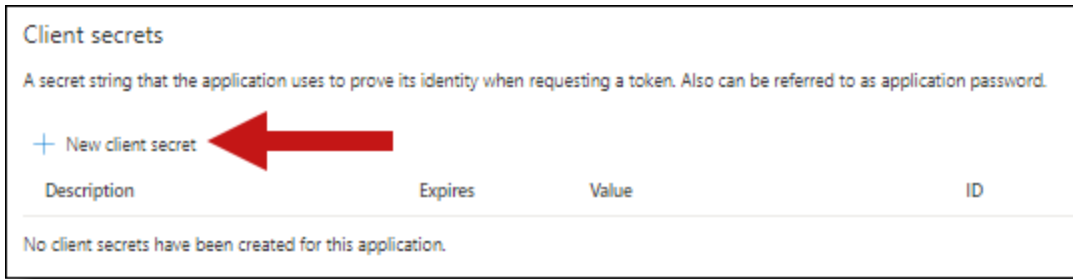 Client secrets
A secret string that the application uses to prove its identity when requesting a token. Also can be referred to as application password.
+ New client secret
Description Expires Value ID
No client secrets have been created for this application.